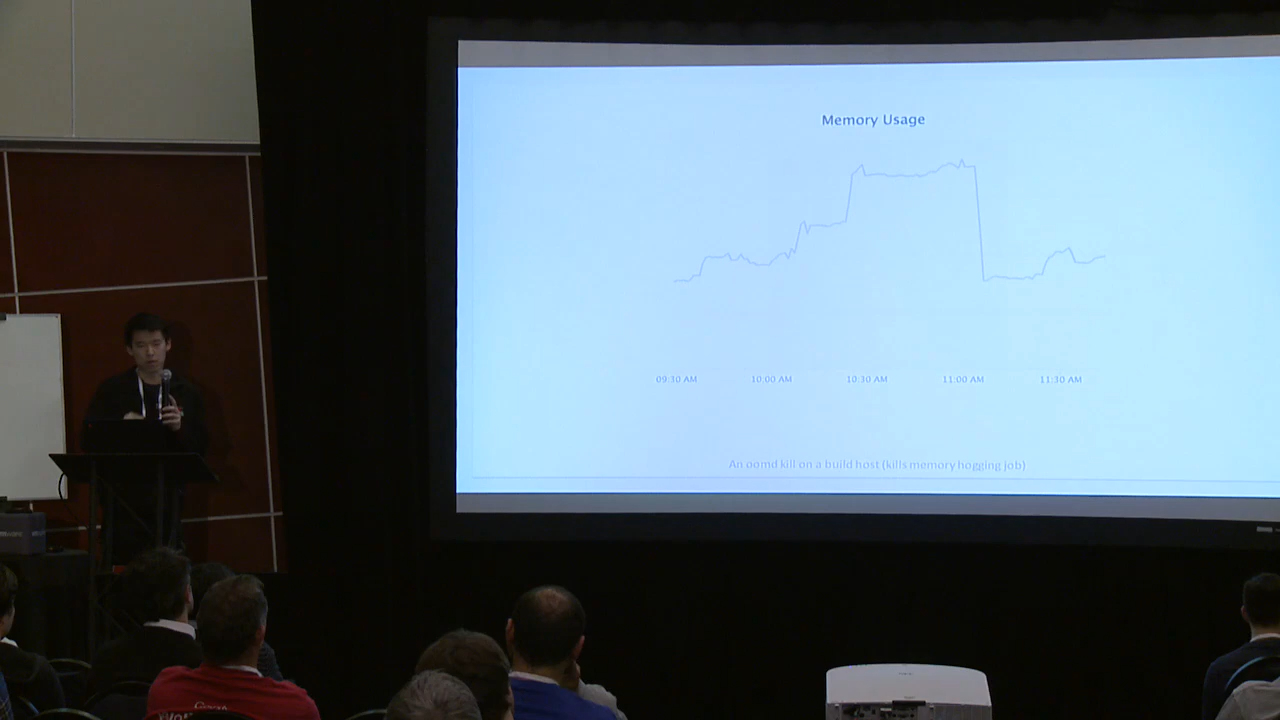 Memory Usage
09:30 AM 10:00 AM 10:30 AM 11:00 AM 11:30 AM
An oomd kill on a build host (kills memory hogging job)